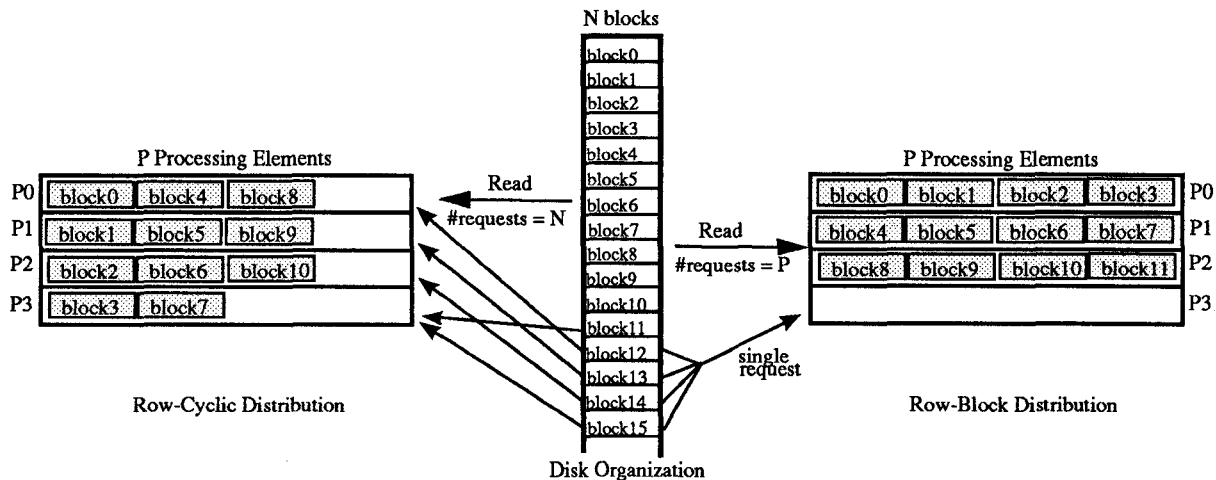 N blocks
block0
block1
block2
block3
block4
block5
block6
block7
block8
block9
block10
block11
block12
block13
block14
block15
Disk Organization
P Processing Elements
P0 block0 block4 block8
P1 block1 block5 block9
P2 block2 block6 block10
P3 block3 block7
Row-Cyclic Distribution
Read
#requests = N
Read
#requests = P
single
request
P Processing Elements
block0 block1 block2 block3 P0
block4 block5 block6 block7 P1
block8 block9 block10 block11 P2
P3
Row-Block Distribution